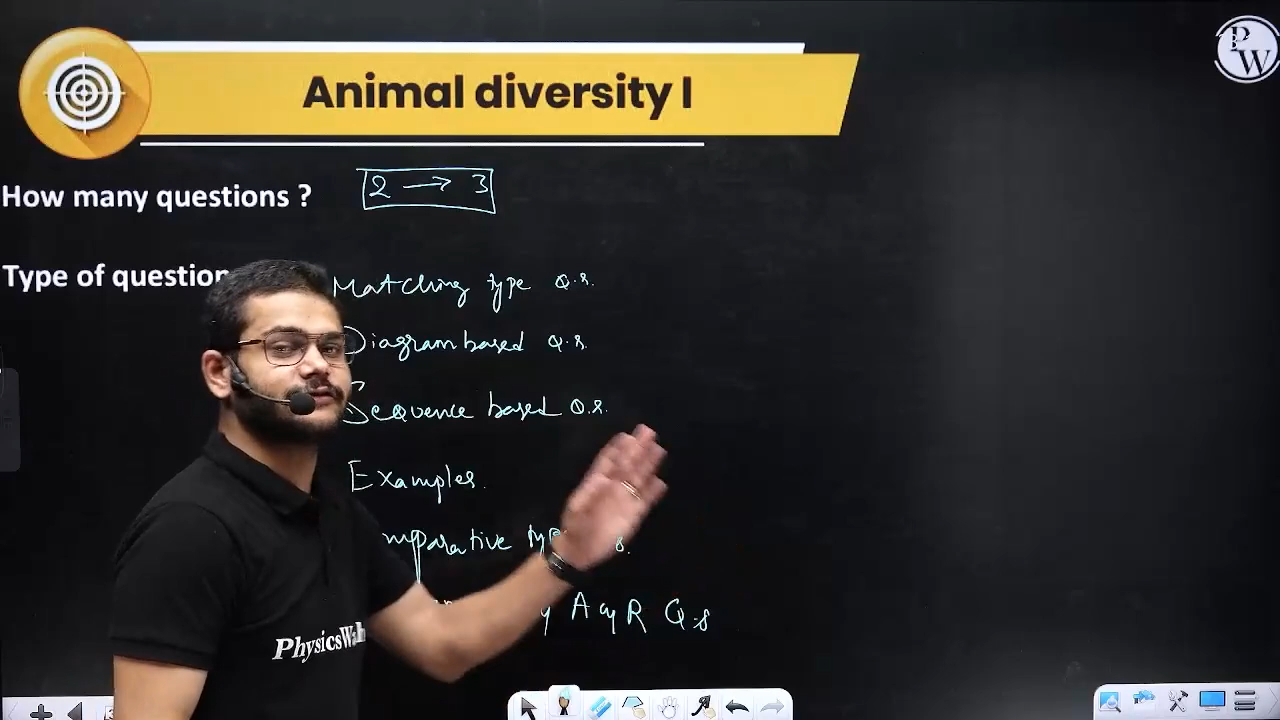 Animal diversity I
PW
How many questions ?
2 → 3
Type of question
Matching type Q.s.
Diagram based Q.s.
Sequence based Q.s.
Examples.
A & R Q.s
PhysicsWallah